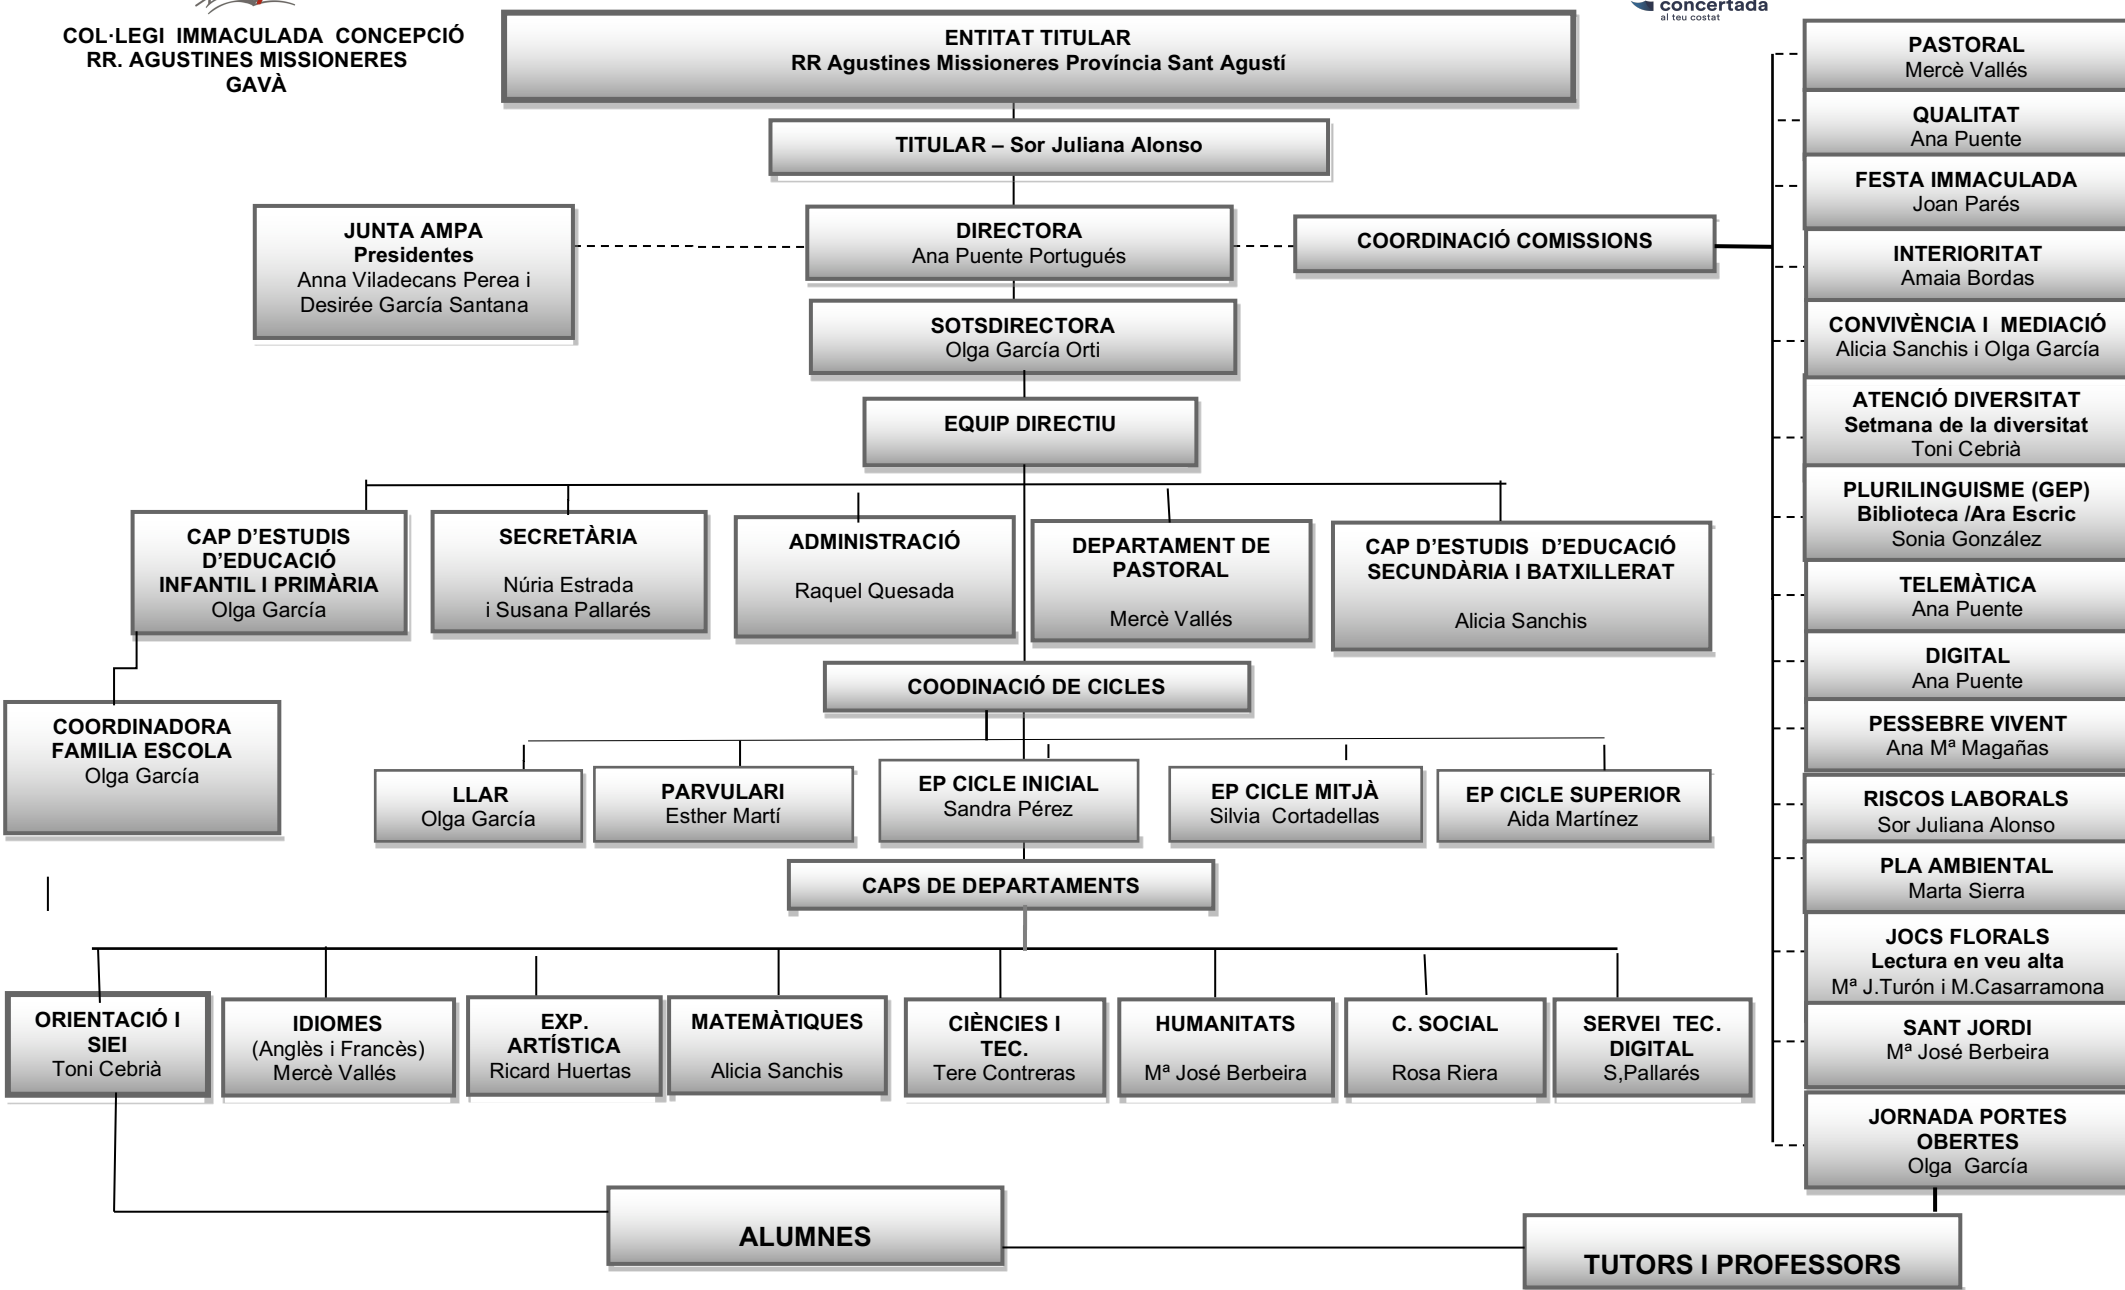 COL·LEGI IMMACULADA CONCEPCIÓ
RR. AGUSTINES MISSIONERES
GAVÀ
concertada
al teu costat
ENTITAT TITULAR
RR Agustines Missioneres Província Sant Agustí
TITULAR – Sor Juliana Alonso
JUNTA AMPA
Presidentes
Anna Viladecans Perea i
Desirée García Santana
DIRECTORA
Ana Puente Portugués
COORDINACIÓ COMISSIONS
SOTSDIRECTORA
Olga García Orti
EQUIP DIRECTIU
CAP D’ESTUDIS
D’EDUCACIÓ
INFANTIL I PRIMÀRIA
Olga García
SECRETÀRIA
Núria Estrada
i Susana Pallarés
ADMINISTRACIÓ
Raquel Quesada
DEPARTAMENT DE
PASTORAL
Mercè Vallés
CAP D’ESTUDIS D’EDUCACIÓ
SECUNDÀRIA I BATXILLERAT
Alicia Sanchis
COORDINADORA
FAMILIA ESCOLA
Olga García
COODINACIÓ DE CICLES
LLAR
Olga García
PARVULARI
Esther Martí
EP CICLE INICIAL
Sandra Pérez
EP CICLE MITJÀ
Silvia Cortadellas
EP CICLE SUPERIOR
Aida Martínez
CAPS DE DEPARTAMENTS
ORIENTACIÓ I
SIEI
Toni Cebrià
IDIOMES
(Anglès i Francès)
Mercè Vallés
EXP.
ARTÍSTICA
Ricard Huertas
MATEMÀTIQUES
Alicia Sanchis
CIÈNCIES I
TEC.
Tere Contreras
HUMANITATS
Mª José Berbeira
C. SOCIAL
Rosa Riera
SERVEI TEC.
DIGITAL
S,Pallarés
ALUMNES
TUTORS I PROFESSORS
PASTORAL
Mercè Vallés
QUALITAT
Ana Puente
FESTA IMMACULADA
Joan Parés
INTERIORITAT
Amaia Bordas
CONVIVÈNCIA I MEDIACIÓ
Alicia Sanchis i Olga García
ATENCIÓ DIVERSITAT
Setmana de la diversitat
Toni Cebrià
PLURILINGUISME (GEP)
Biblioteca /Ara Escric
Sonia González
TELEMÀTICA
Ana Puente
DIGITAL
Ana Puente
PESSEBRE VIVENT
Ana Mª Magañas
RISCOS LABORALS
Sor Juliana Alonso
PLA AMBIENTAL
Marta Sierra
JOCS FLORALS
Lectura en veu alta
Mª J.Turón i M.Casarramona
SANT JORDI
Mª José Berbeira
JORNADA PORTES
OBERTES
Olga García